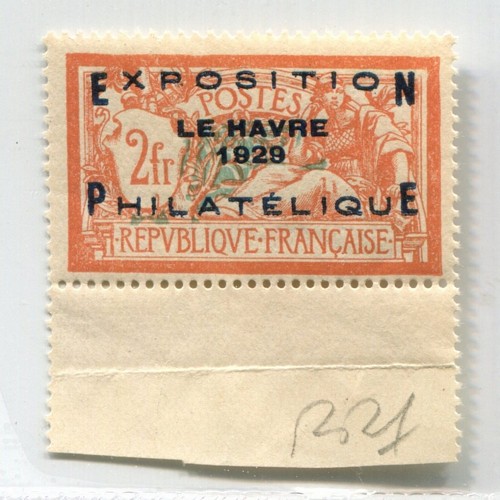 EXPOSITION
POSTES
LE HAVRE
2fr
1929
PHILATÉLIQUE
·REPVBLIQVE·FRANÇAISE·